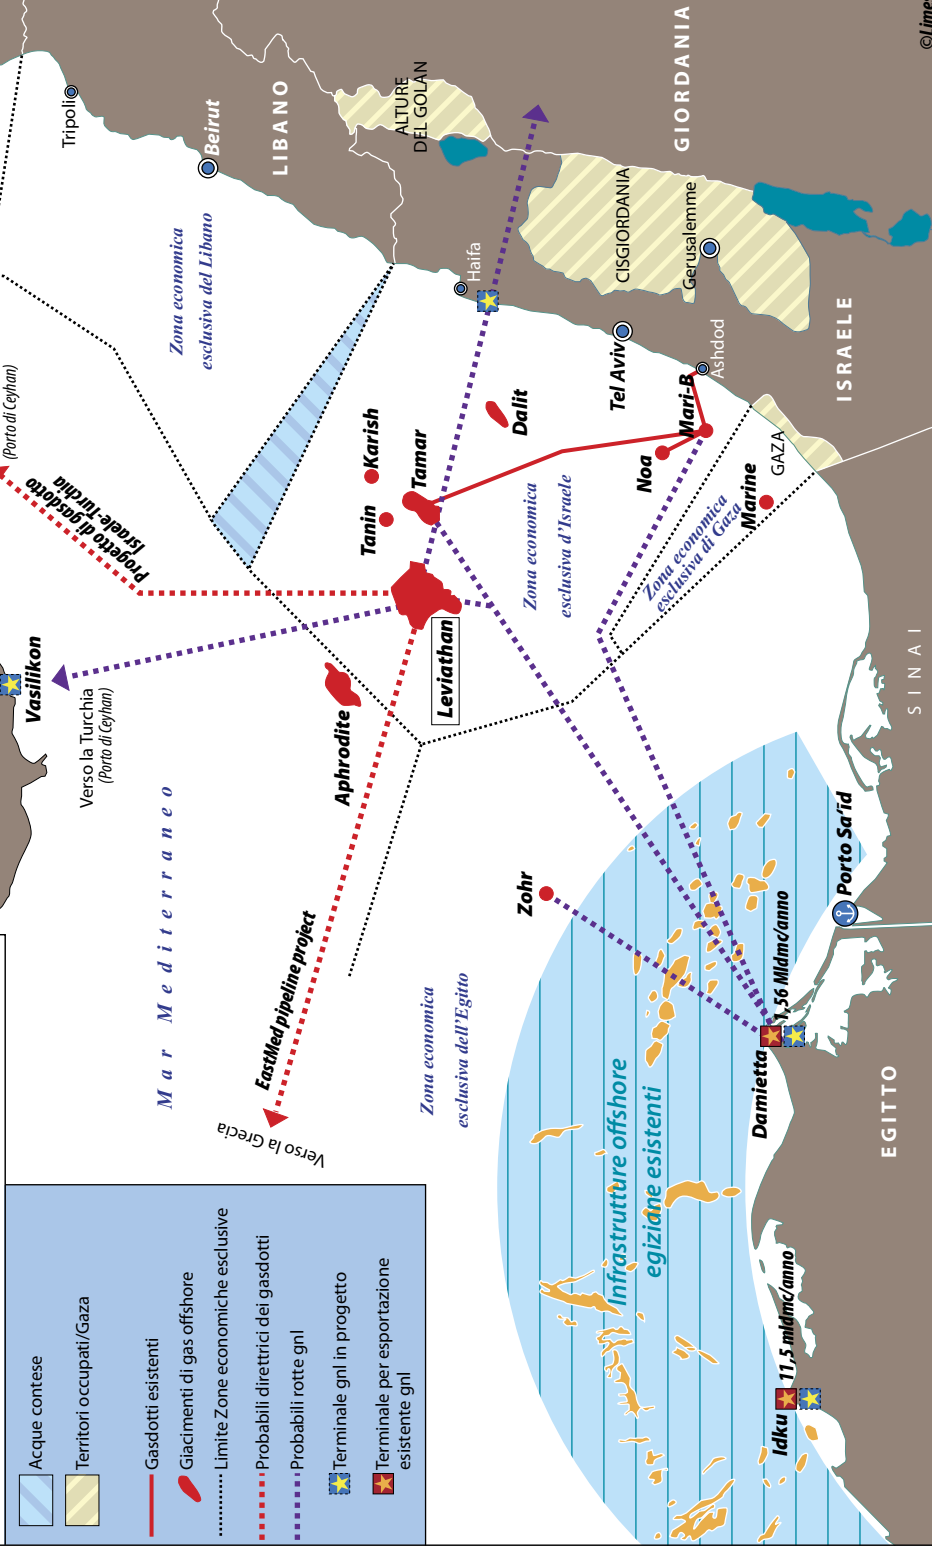 Acque contese
Territori occupati/Gaza
Gasdotti esistenti
Giacimenti di gas offshore
Limite Zone economiche esclusive
Probabili direttrici dei gasdotti
Probabili rotte gnl
Terminale gnl in progetto
Terminale per esportazione
esistente gnl
Mar Mediterraneo
Vasilikon
Verso la Turchia
(Porto di Ceyhan)
(Porto di Ceyhan)
Progetto di gasdotto
Israele-Turchia
Tripoli
Beirut
LIBANO
Zona economica
esclusiva del Libano
ALTURE
DEL GOLAN
GIORDANIA
©Limes
Haifa
CISGIORDANIA
Gerusalemme
Tel Aviv
Ashdod
ISRAELE
GAZA
Karish
Tanin
Tamar
Dalit
Noa
Mari-B
Marine
Leviathan
Aphrodite
Zona economica
esclusiva d'Israele
Zona economica
esclusiva di Gaza
EastMed pipeline project
Verso la Grecia
Zona economica
esclusiva dell'Egitto
Zohr
Infrastrutture offshore
egiziane esistenti
Damietta
1,56 Mldmc/anno
Porto Sa'id
SINAI
EGITTO
Idku
11,5 mldmc/anno